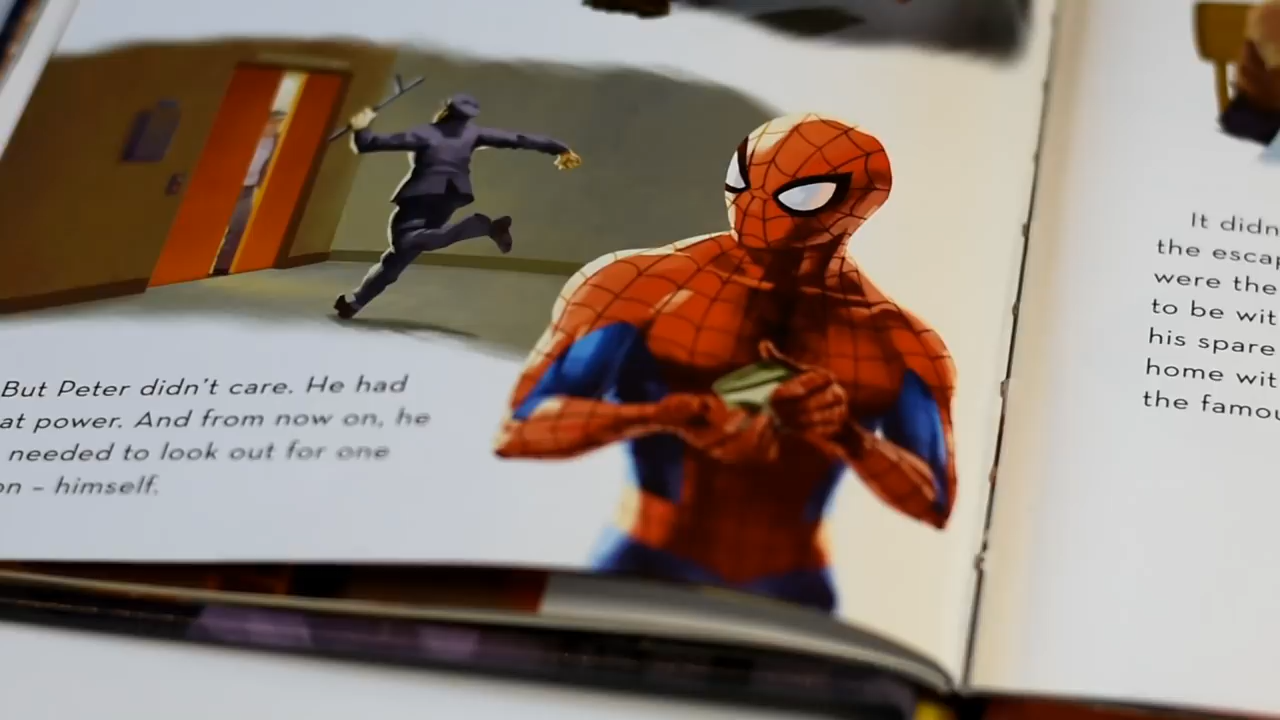 But Peter didn't care. He had
at power. And from now on, he
needed to look out for one
on – himself.
It didn
the escap
were the
to be wit
his spare
home wit
the famou